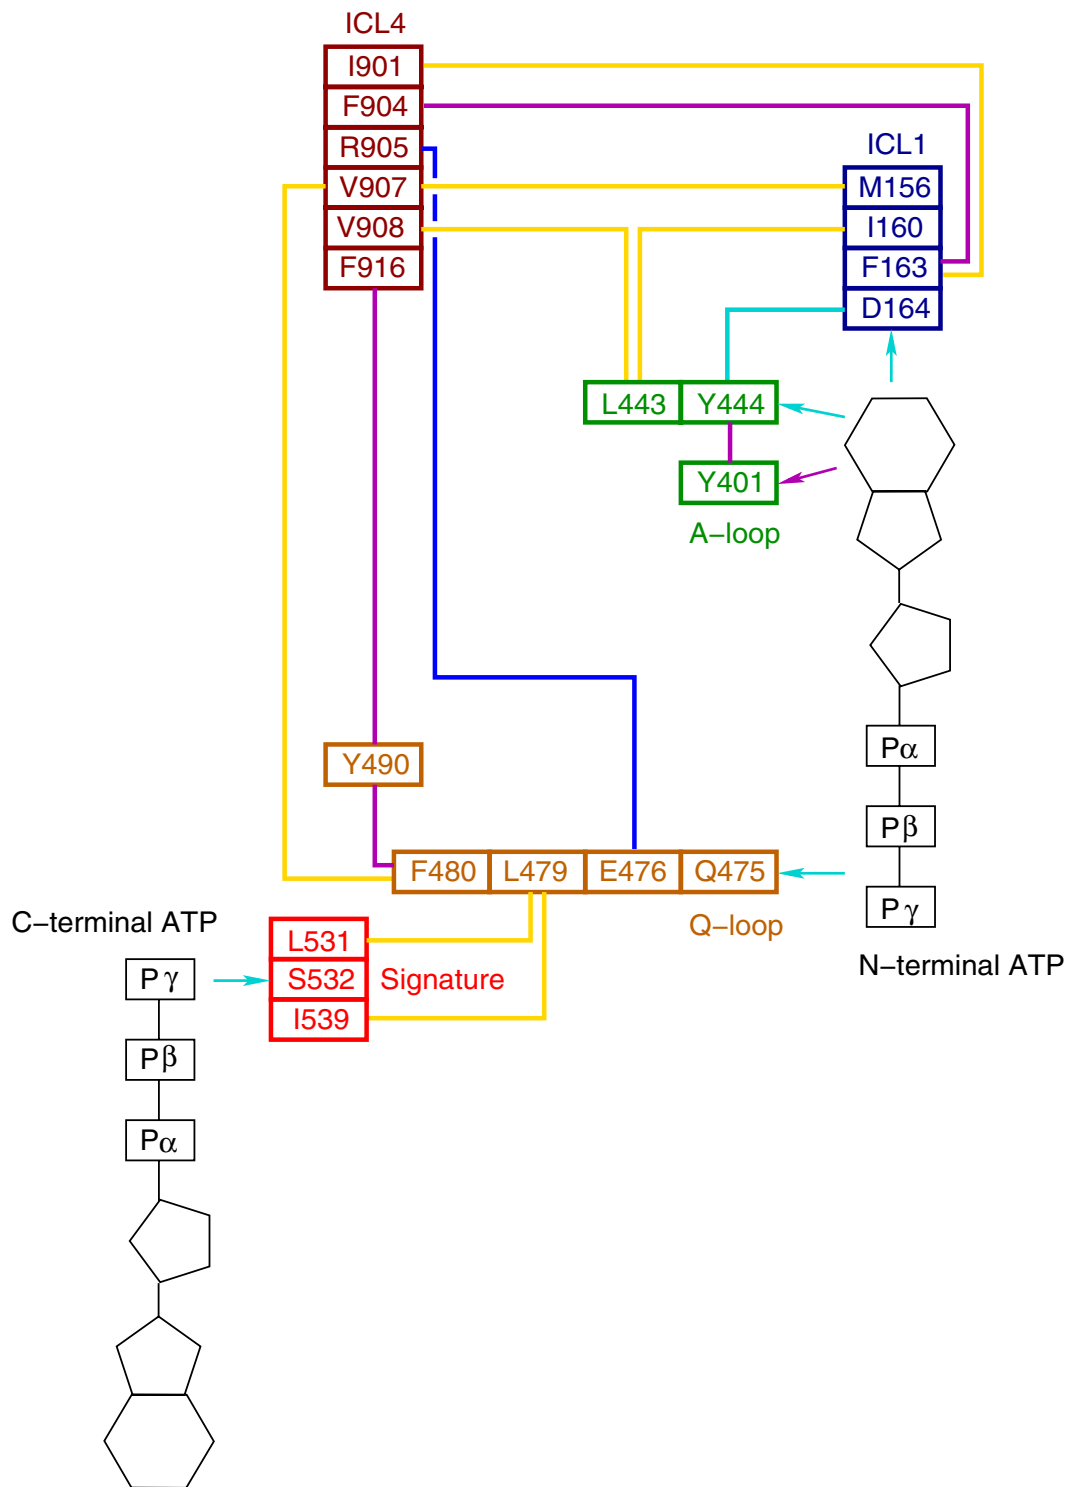 ICL4
I901
F904
R905
V907
V908
F916
ICL1
M156
I160
F163
D164
L443 Y444
Y401
A−loop
Pα
Pβ
Pγ
N−terminal ATP
Y490
F480 L479 E476 Q475
Q−loop
C−terminal ATP
L531
S532 Signature
I539
Pγ
Pβ
Pα